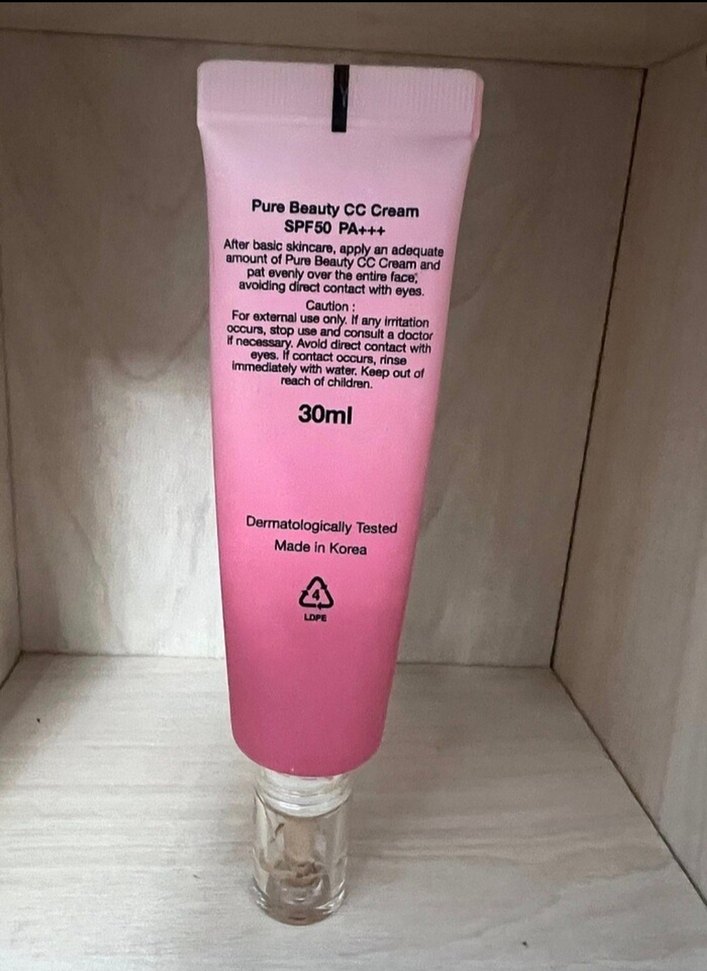 Pure Beauty CC Cream
SPF50 PA+++
After basic skincare, apply an adequate
amount of Pure Beauty CC Cream and
pat evenly over the entire face,
avoiding direct contact with eyes.
Caution :
For external use only. If any irritation
occurs, stop use and consult a doctor
if necessary. Avoid direct contact with
eyes. If contact occurs, rinse
immediately with water. Keep out of
reach of children.
30ml
Dermatologically Tested
Made in Korea
4
LDPE